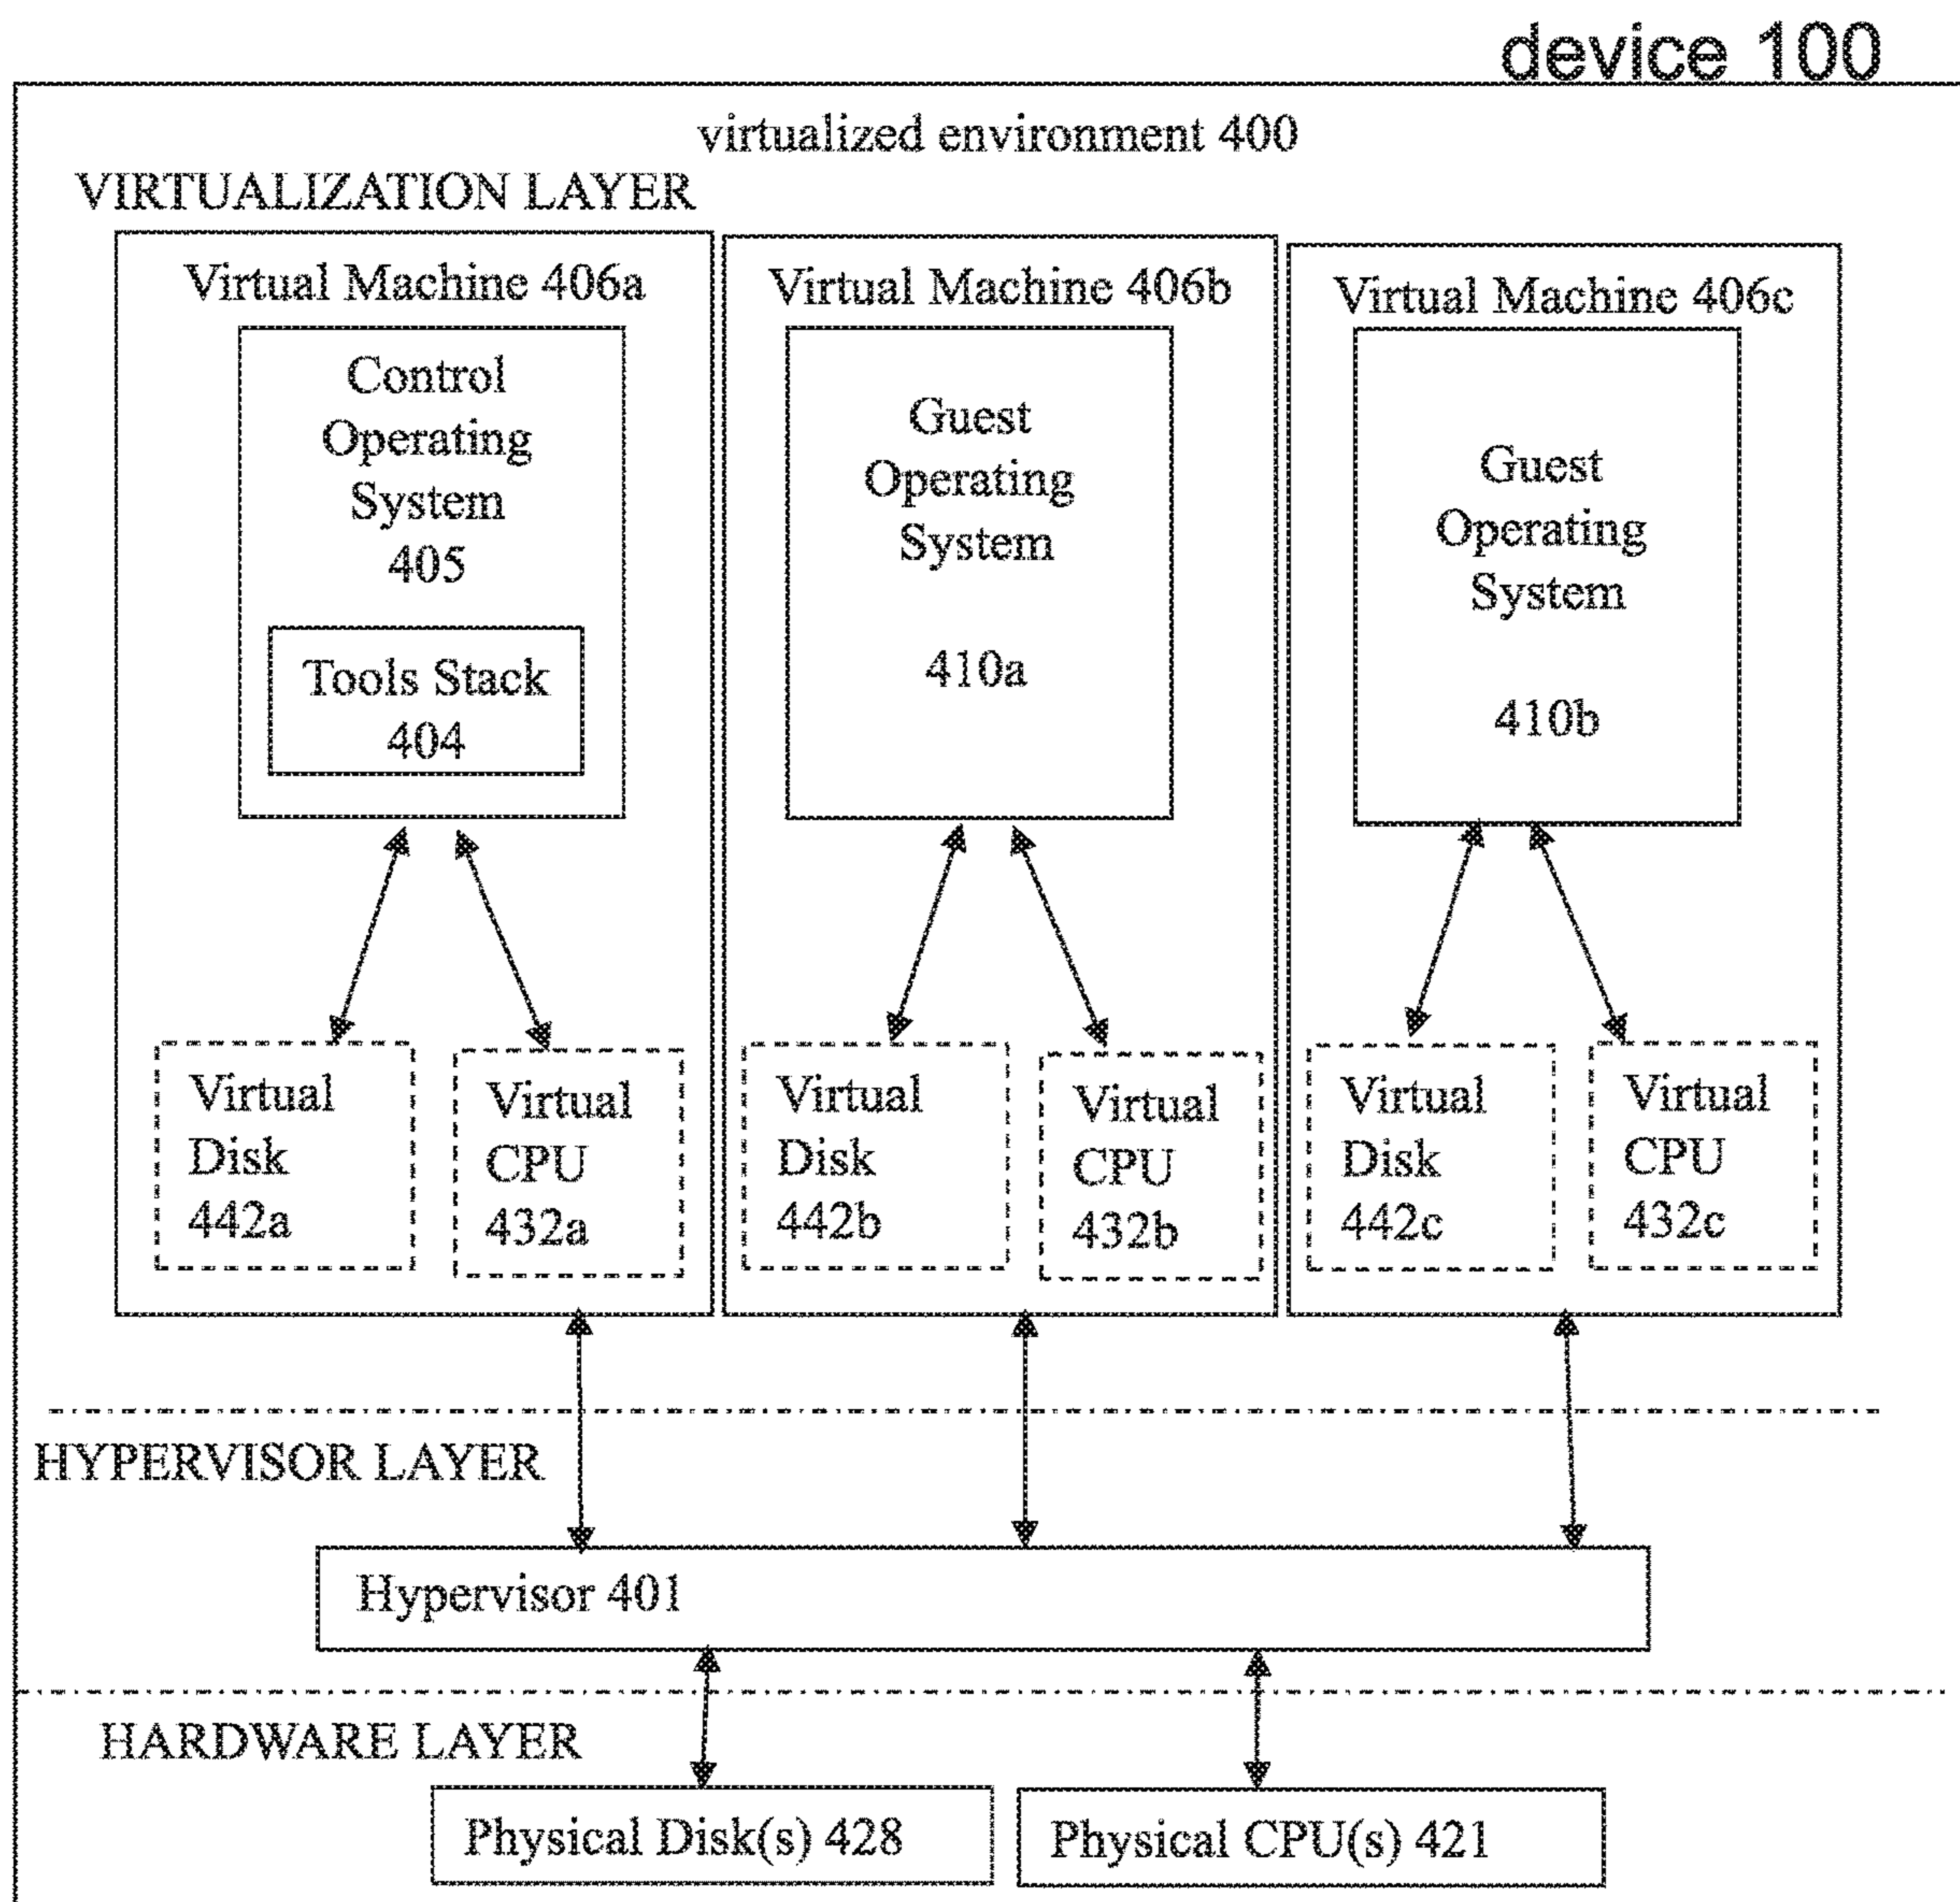 device 100
virtualized environment 400
VIRTUALIZATION LAYER
Virtual Machine 406a
Control
Operating
System
405
Tools Stack
404
Virtual
Disk
442a
Virtual
CPU
432a
Virtual Machine 406b
Guest
Operating
System
410a
Virtual
Disk
442b
Virtual
CPU
432b
Virtual Machine 406c
Guest
Operating
System
410b
Virtual
Disk
442c
Virtual
CPU
432c
HYPERVISOR LAYER
Hypervisor 401
HARDWARE LAYER
Physical Disk(s) 428
Physical CPU(s) 421